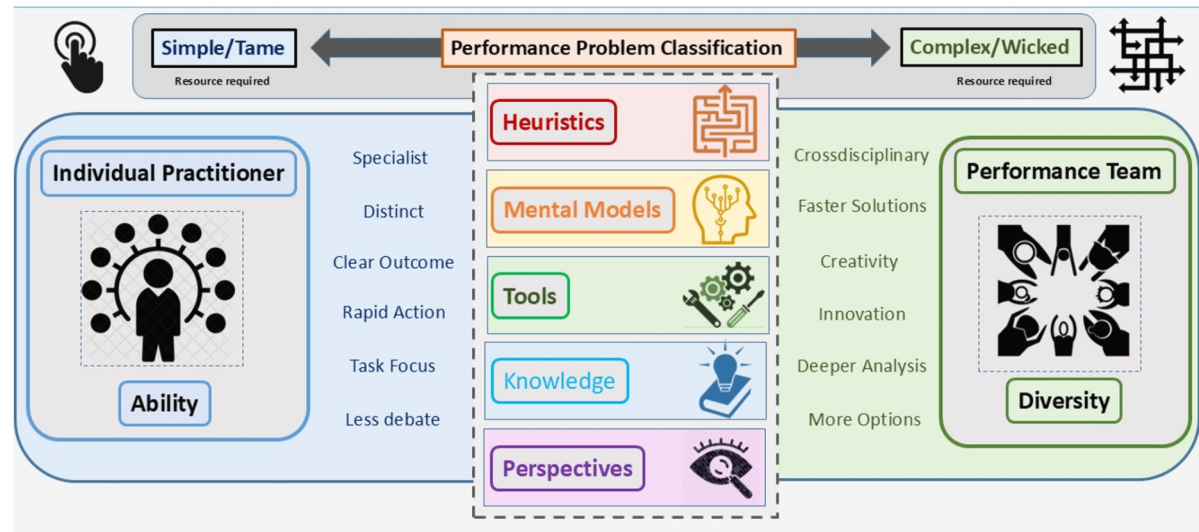 Simple/Tame
Performance Problem Classification
Complex/Wicked
Resource required
Resource required
Individual Practitioner
Ability
Specialist
Distinct
Clear Outcome
Rapid Action
Task Focus
Less debate
Heuristics
Mental Models
Tools
Knowledge
Perspectives
Crossdisciplinary
Faster Solutions
Creativity
Innovation
Deeper Analysis
More Options
Performance Team
Diversity